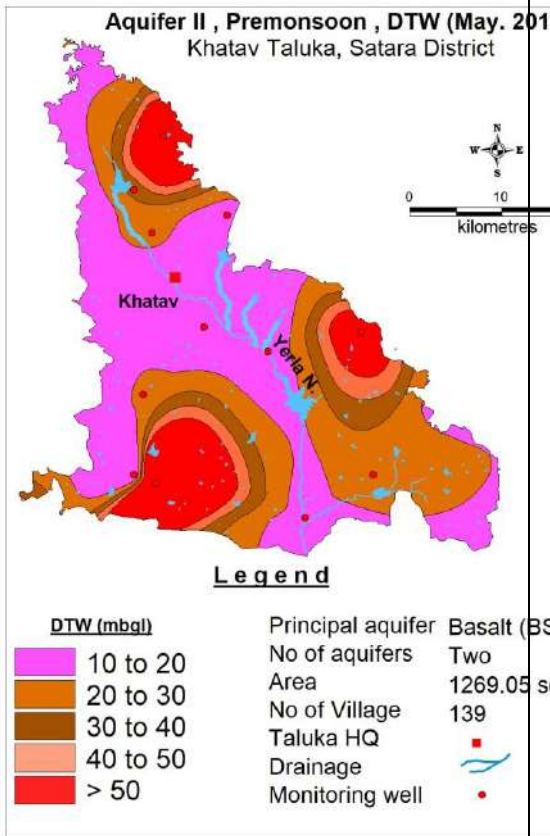 Aquifer II , Premonsoon , DTW (May. 201
Khatav Taluka, Satara District
N
W E
S
0 10
kilometres
Khatav
Yerla N.
Legend
DTW (mbgl)
10 to 20
20 to 30
30 to 40
40 to 50
> 50
Principal aquifer Basalt (BS
No of aquifers Two
Area 1269.05 s
No of Village 139
Taluka HQ
Drainage
Monitoring well